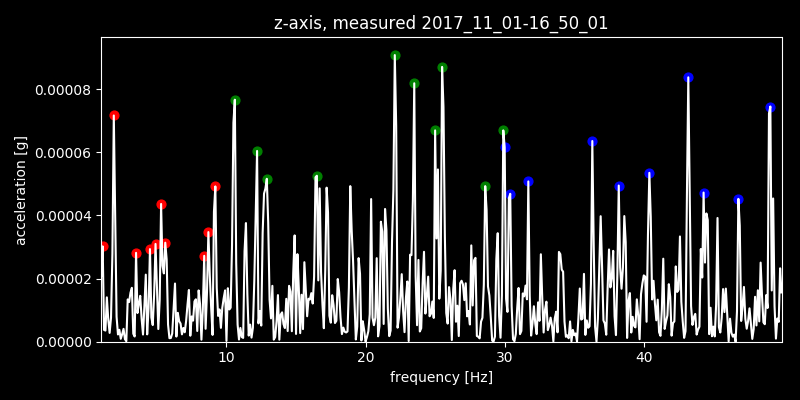 z-axis, measured 2017_11_01-16_50_01
acceleration [g]
0.00008
0.00006
0.00004
0.00002
0.00000
10 20 30 40
frequency [Hz]